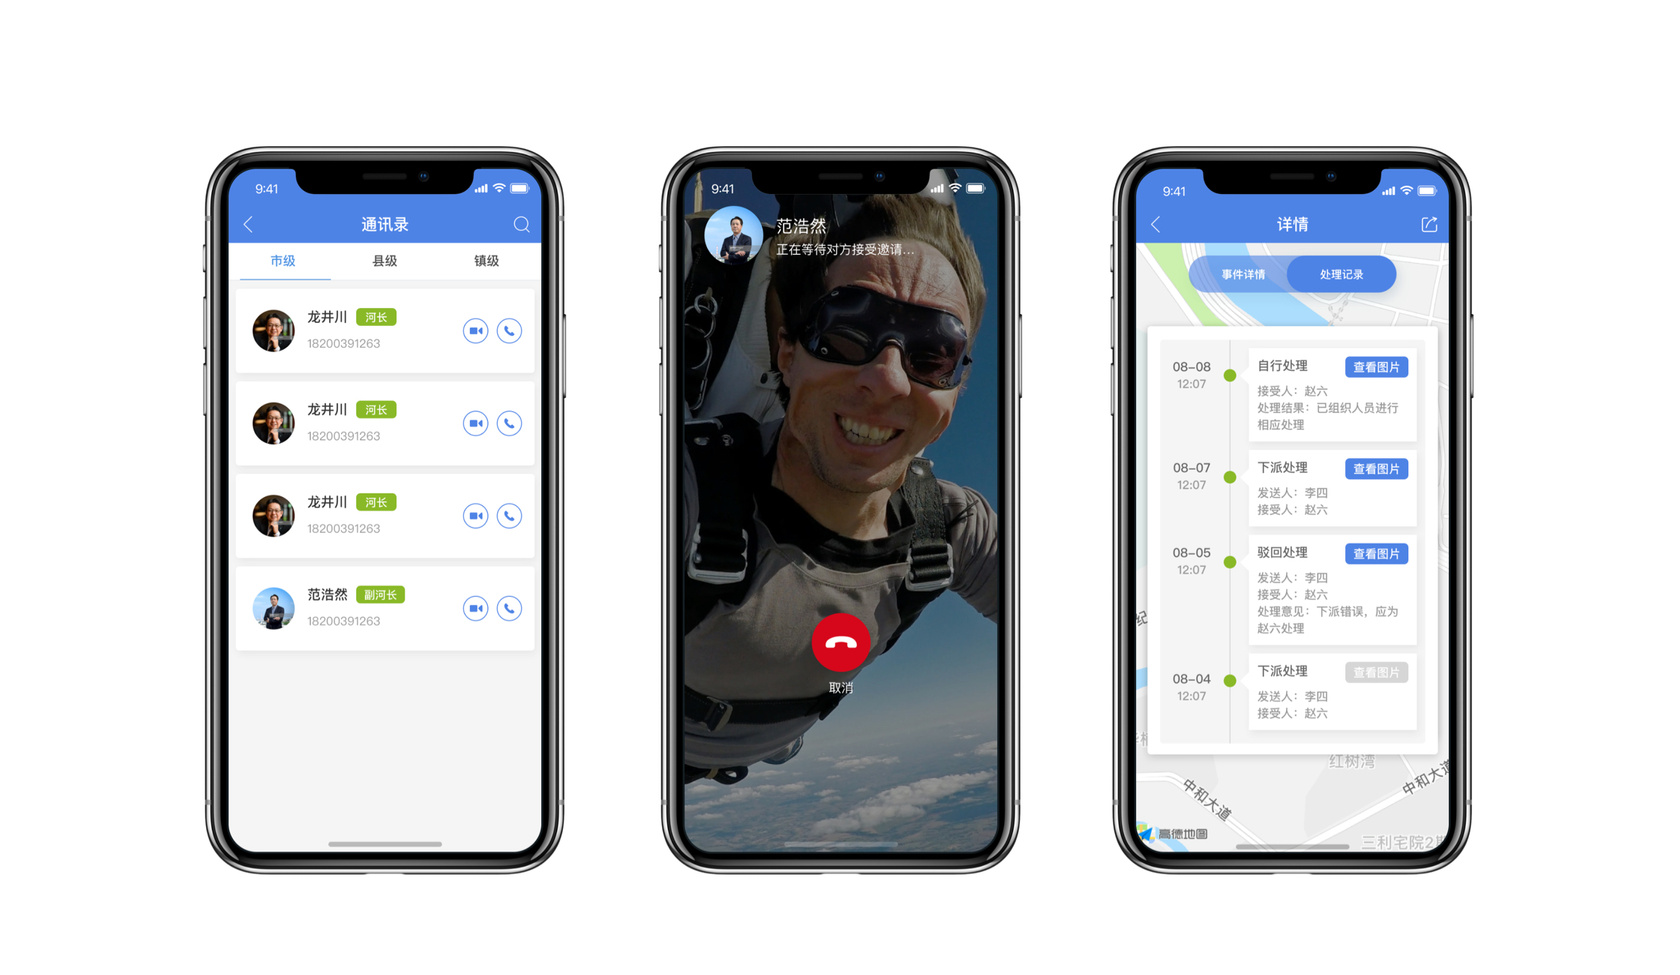 9:41
通讯录
市级
县级
镇级
龙井川 河长
18200391263
龙井川 河长
18200391263
龙井川 河长
18200391263
范浩然 副河长
18200391263
9:41
范浩然
正在等待对方接受邀请...
取消
9:41
详情
事件详情
处理记录
08-08
12:07
自行处理
查看图片
接受人：赵六
处理结果：已组织人员进行
相应处理
08-07
12:07
下派处理
查看图片
发送人：李四
接受人：赵六
08-05
12:07
驳回处理
查看图片
发送人：李四
接受人：赵六
处理意见：下派错误，应为
赵六处理
08-04
12:07
下派处理
查看图片
发送人：李四
接受人：赵六
红树湾
中和大道
中和大道
高德地图
三利宅院2